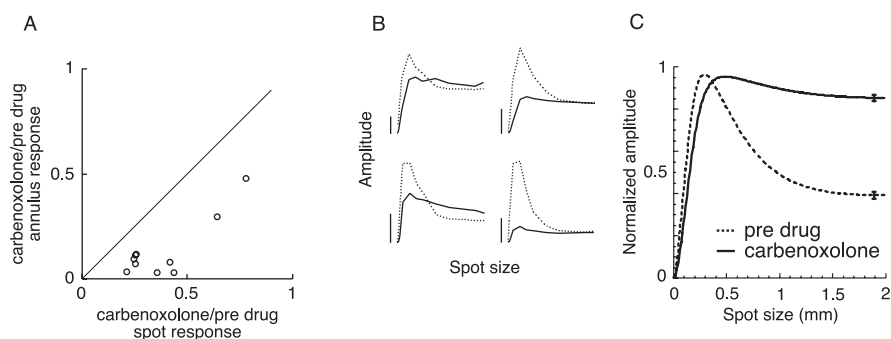 A
carbenoxolone/pre drug
annulus response
1
0.5
0
0
0.5
1
carbenoxolone/pre drug
spot response
B
Amplitude
Spot size
C
Normalized amplitude
1
0.5
0
pre drug
carbenoxolone
0
0.5
1
1.5
2
Spot size (mm)